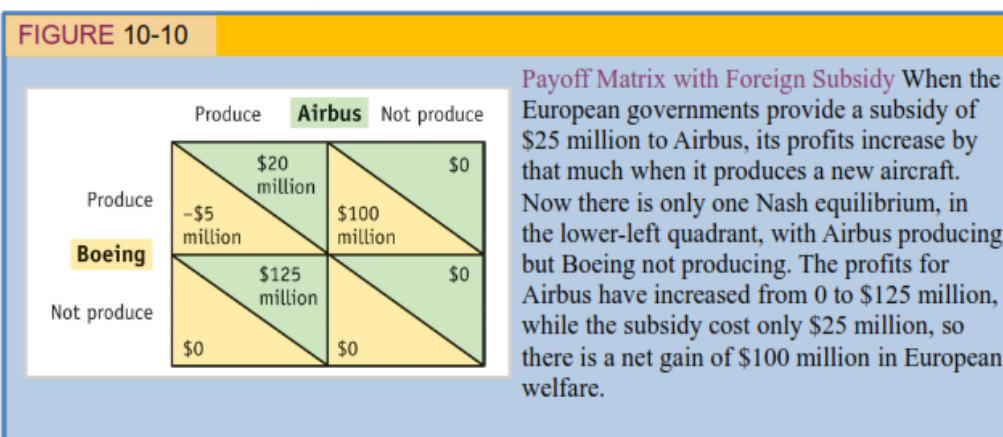 FIGURE 10-10
Payoff Matrix with Foreign Subsidy When the
European governments provide a subsidy of
$25 million to Airbus, its profits increase by
that much when it produces a new aircraft.
Now there is only one Nash equilibrium, in
the lower-left quadrant, with Airbus producing
but Boeing not producing. The profits for
Airbus have increased from 0 to $125 million,
while the subsidy cost only $25 million, so
there is a net gain of $100 million in European
welfare.
Produce Airbus Not produce
$20
million
$0
Produce
–$5
million
$100
million
Boeing
$125
million
$0
Not produce
$0
$0